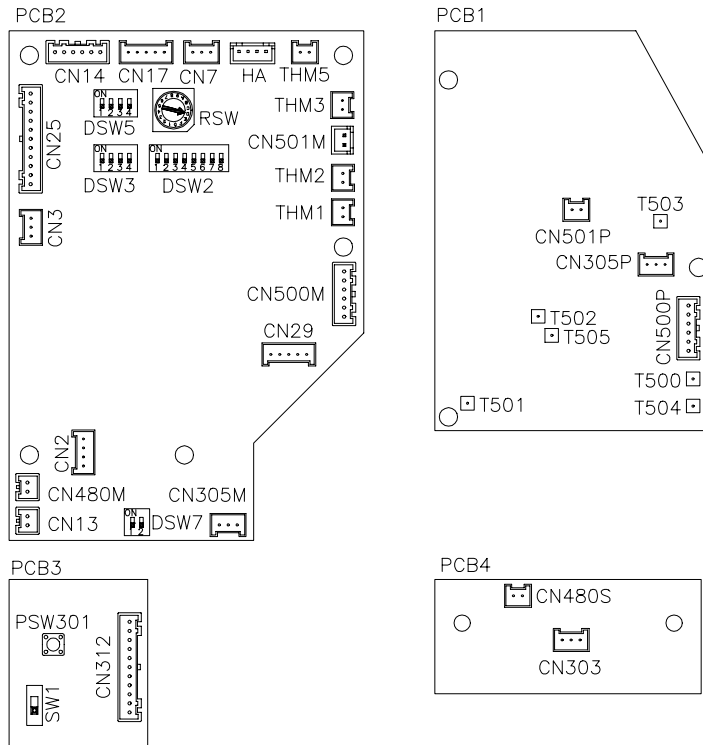 PCB2
PCB1
CN14 CN17 CN7 HA THM5
CN25
ON
1 2 3 4
DSW5
RSW
THM3
CN501M
ON
1 2 3 4
DSW3
ON
1 2 3 4 5 6 7 8
DSW2
THM2
THM1
CN3
CN500M
CN29
CN2
CN480M
CN305M
CN13
ON
1 2
DSW7
T503
CN501P
CN305P
T502
T505
CN500P
T500
T501
T504
PCB3
PSW301
CN312
SW1
PCB4
CN480S
CN303